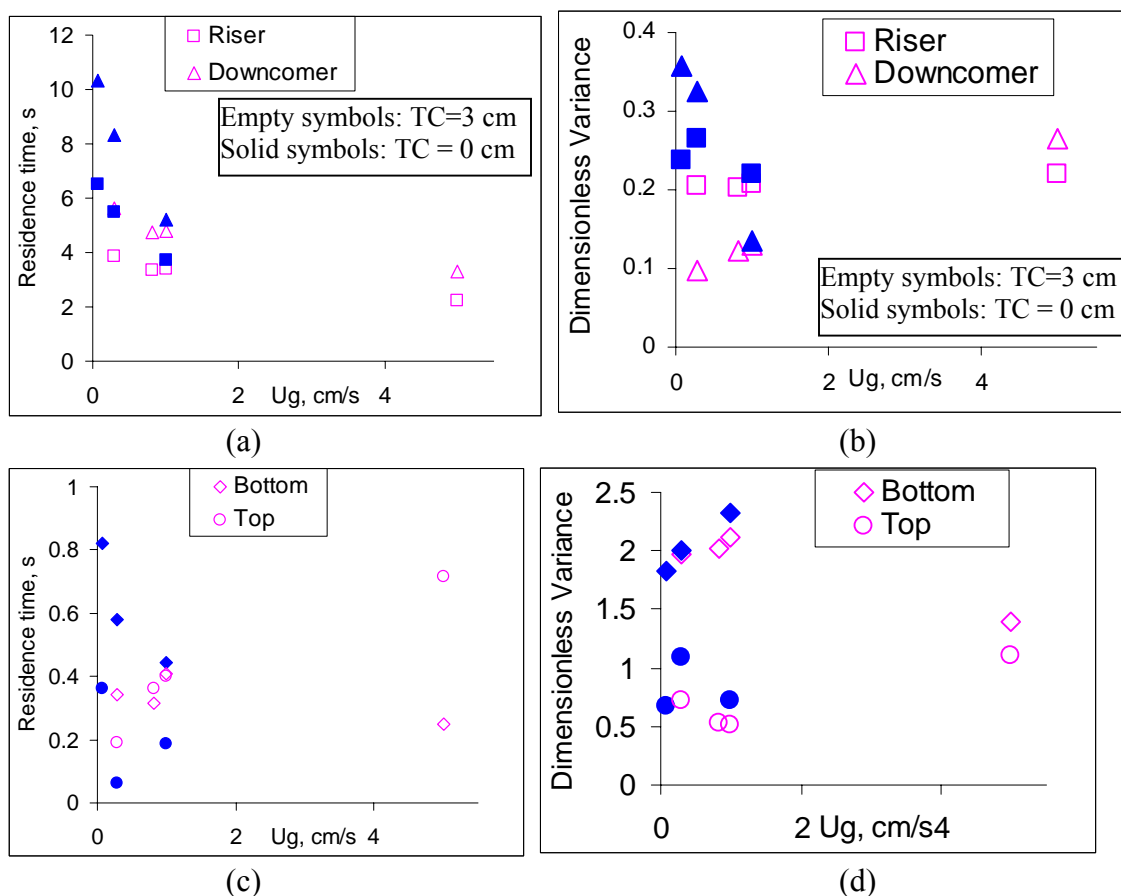 12
10
8
6
4
2
0
Residence time, s
Riser
Downcomer
Empty symbols: TC=3 cm
Solid symbols: TC = 0 cm
0
2
4
Ug, cm/s
(a)
0.4
0.3
0.2
0.1
0
Dimensionless Variance
Riser
Downcomer
Empty symbols: TC=3 cm
Solid symbols: TC = 0 cm
0
2
4
Ug, cm/s
(b)
1
0.8
0.6
0.4
0.2
0
Residence time, s
Bottom
Top
0
2
4
Ug, cm/s
(c)
2.5
2
1.5
1
0.5
0
Dimensionless Variance
Bottom
Top
0
2 Ug, cm/s4
(d)